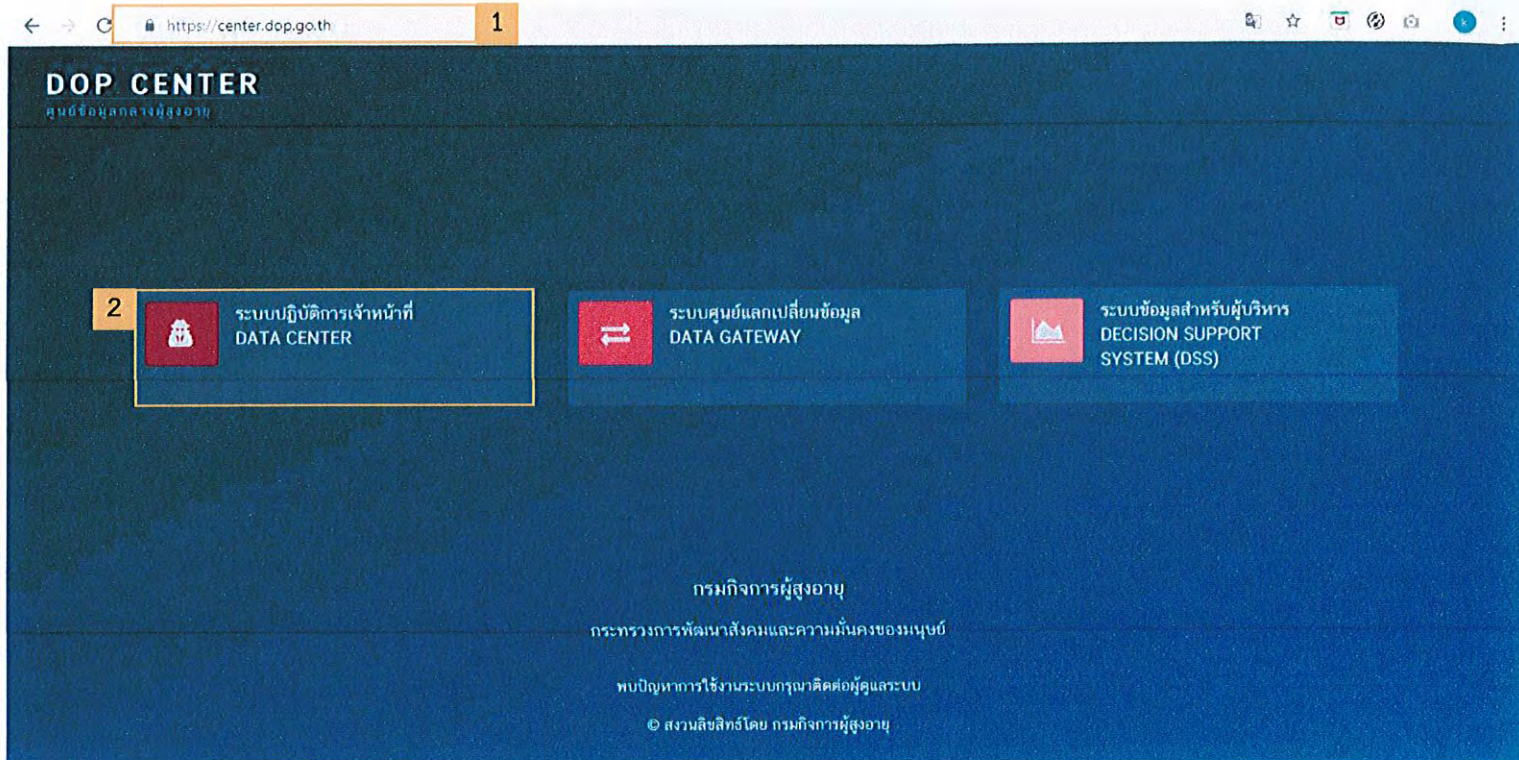 https://center.dop.go.th
1
DOP CENTER
ศูนย์ข้อมูลกลางผู้สูงอายุ
2
ระบบปฏิบัติการเจ้าหน้าที่
DATA CENTER
ระบบศูนย์แลกเปลี่ยนข้อมูล
DATA GATEWAY
ระบบข้อมูลสำหรับผู้บริหาร
DECISION SUPPORT
SYSTEM (DSS)
กรมกิจการผู้สูงอายุ
กระทรวงการพัฒนาสังคมและความมั่นคงของมนุษย์
พบปัญหาการใช้งานระบบกรุณาติดต่อผู้ดูแลระบบ
© สงวนลิขสิทธ์โดย กรมกิจการผู้สูงอายุ